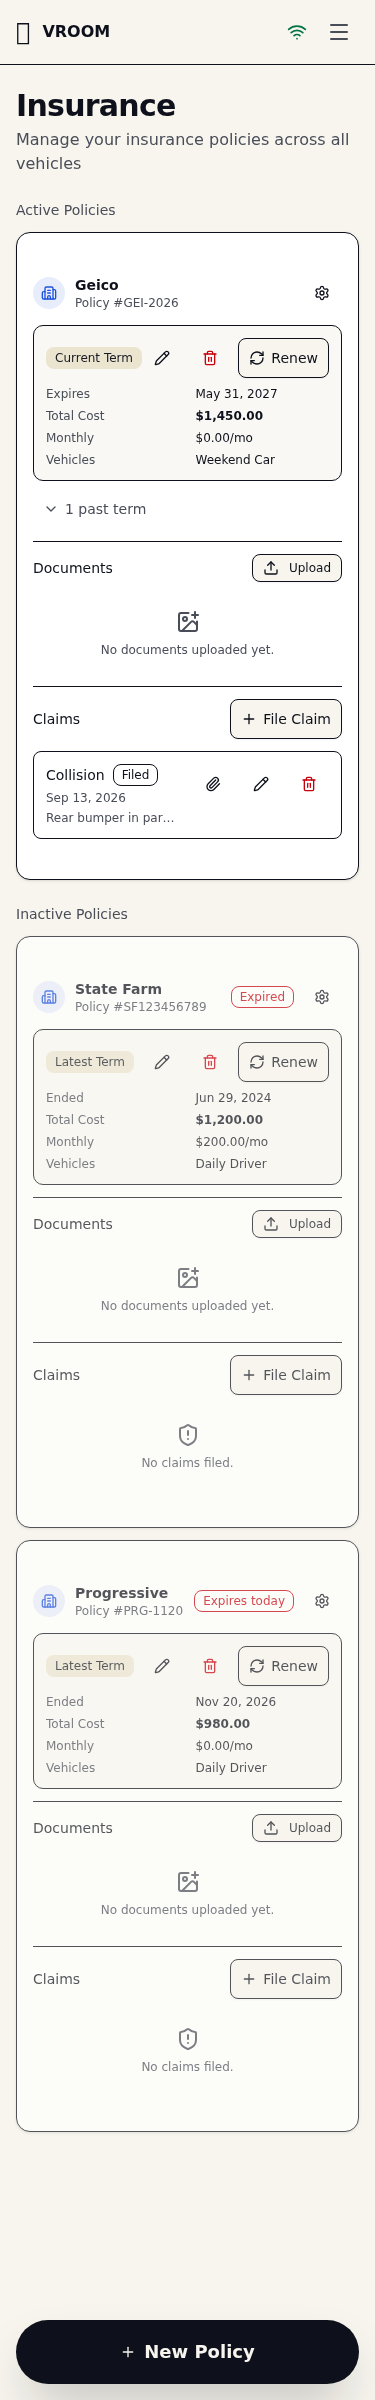 VROOM
Insurance
Manage your insurance policies across all
vehicles
Active Policies
Geico
Policy #GEI-2026
Current Term
Renew
Expires May 31, 2027
Total Cost $1,450.00
Monthly $0.00/mo
Vehicles Weekend Car
1 past term
Documents Upload
No documents uploaded yet.
Claims File Claim
Collision Filed
Sep 13, 2026
Rear bumper in par...
Inactive Policies
State Farm
Policy #SF123456789
Expired
Latest Term
Renew
Ended Jun 29, 2024
Total Cost $1,200.00
Monthly $200.00/mo
Vehicles Daily Driver
Documents Upload
No documents uploaded yet.
Claims File Claim
No claims filed.
Progressive
Policy #PRG-1120
Expires today
Latest Term
Renew
Ended Nov 20, 2026
Total Cost $980.00
Monthly $0.00/mo
Vehicles Daily Driver
Documents Upload
No documents uploaded yet.
Claims File Claim
No claims filed.
New Policy